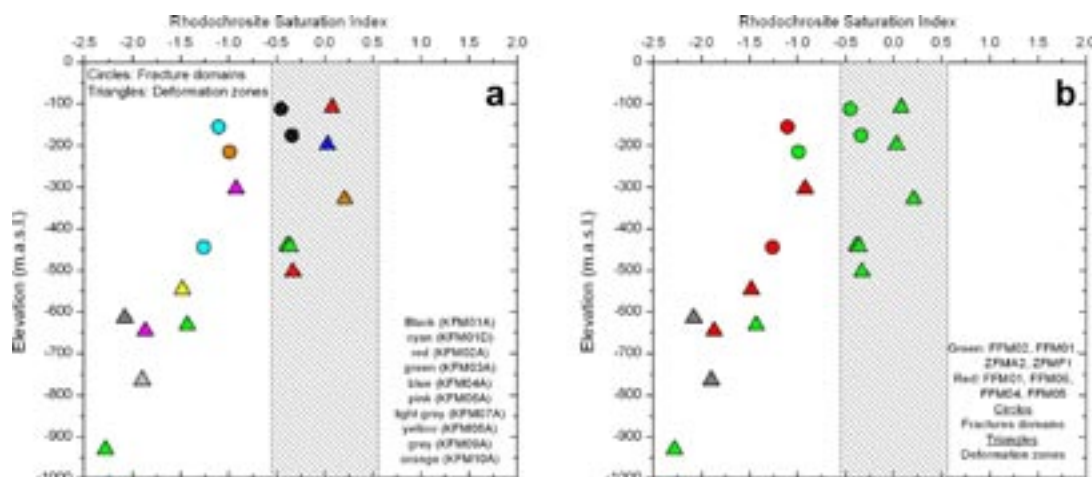 Rhodochrosite Saturation Index
-2.5 -2.0 -1.5 -1.0 -0.5 0.0 0.5 1.0 1.5 2.0
Circles: Fracture domains
Triangles: Deformation zones
a
0
-100
-200
-300
-400
-500
-600
-700
-800
-900
-1000
Elevation (m.a.s.l.)
Black (KFM01A)
cyan (KFM01D)
red (KFM02A)
green (KFM03A)
blue (KFM04A)
pink (KFM06A)
light gray (KFM07A)
yellow (KFM08A)
grey (KFM09A)
orange (KFM10A)
Rhodochrosite Saturation Index
-2.5 -2.0 -1.5 -1.0 -0.5 0.0 0.5 1.0 1.5 2.0
b
0
-100
-200
-300
-400
-500
-600
-700
-800
-900
-1000
Elevation (m.a.s.l.)
Green: FFM02, FFM01,
Red: FFM01, FFM06,
Circles
Fractures domains
Triangles
Deformation zones